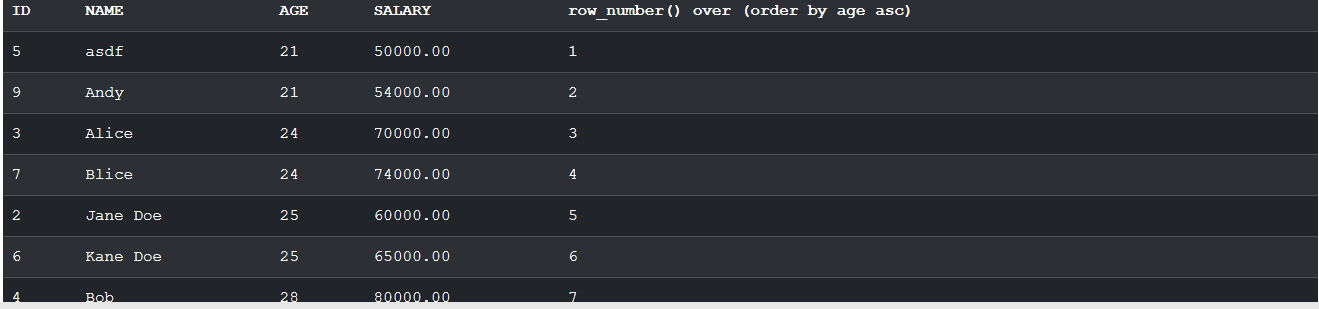 ID NAME AGE SALARY row_number() over (order by age asc)
5 asdf 21 50000.00 1
9 Andy 21 54000.00 2
3 Alice 24 70000.00 3
7 Blice 24 74000.00 4
2 Jane Doe 25 60000.00 5
6 Kane Doe 25 65000.00 6
4 Bob 28 80000.00 7